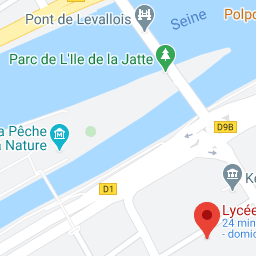 Pont de Levallois
Seine
Polpo
Parc de L'Ile de la Jatte
a Pêche
Nature
D9B
D1
Lycée
24 min
- domic